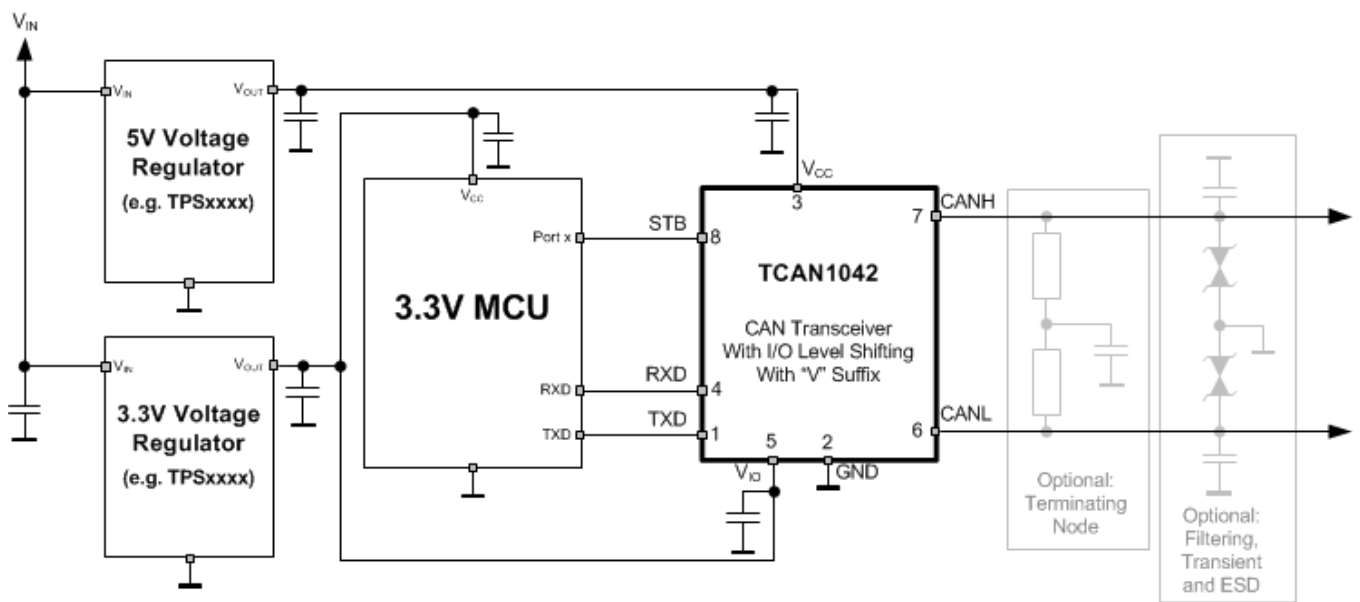 VIN
VIN
VOUT
5V Voltage
Regulator
(e.g. TPSxxxx)
VIN
VOUT
3.3V Voltage
Regulator
(e.g. TPSxxxx)
VCC
Port x
3.3V MCU
RXD
TXD
STB
RXD
TXD
VCC
3
8
7
CANH
TCAN1042
CAN Transceiver
With I/O Level Shifting
With “V” Suffix
4
1
5
2
6
CANL
VIO
GND
Optional:
Terminating
Node
Optional:
Filtering,
Transient
and ESD